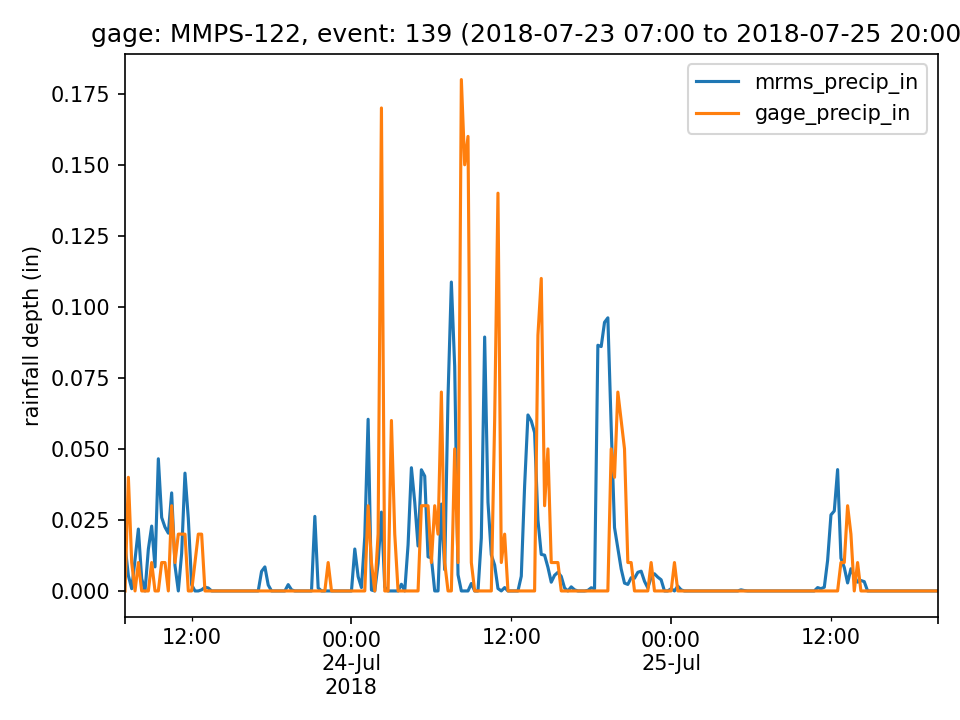 gage: MMPS-122, event: 139 (2018-07-23 07:00 to 2018-07-25 20:00
mrms_precip_in
gage_precip_in
rainfall depth (in)
0.175
0.150
0.125
0.100
0.075
0.050
0.025
0.000
12:00
00:00
24-Jul
2018
12:00
00:00
25-Jul
12:00